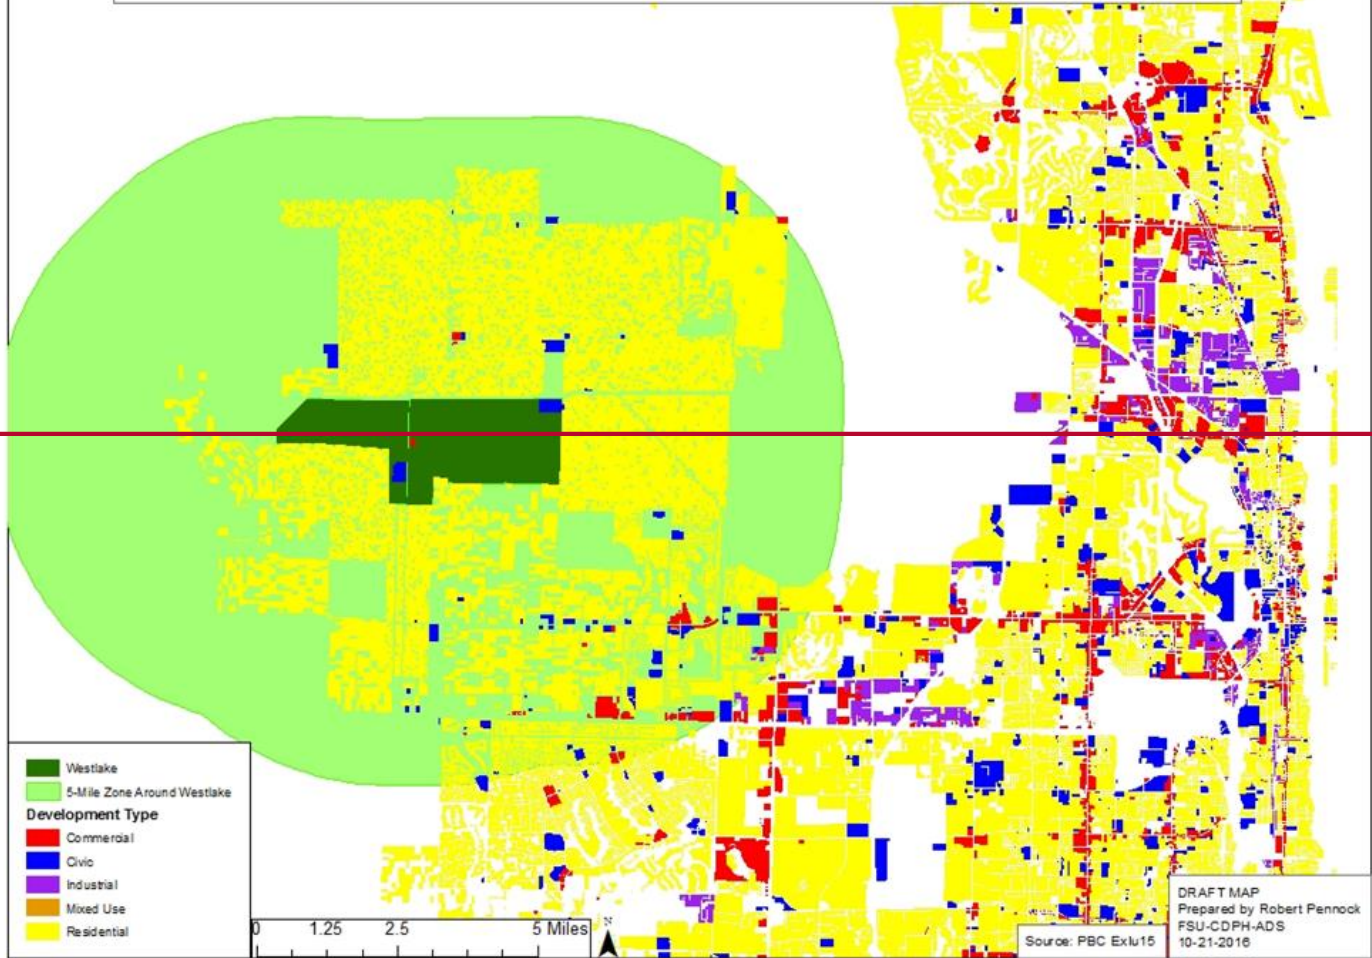 Westlake
5-Mile Zone Around Westlake
Development Type
Commercial
Civic
Industrial
Mixed Use
Residential
0 1.25 2.5 5 Miles
N
Source: PBC Exlu15
DRAFT MAP
Prepared by Robert Pennock
FSU-CDPH-ADS
10-21-2016